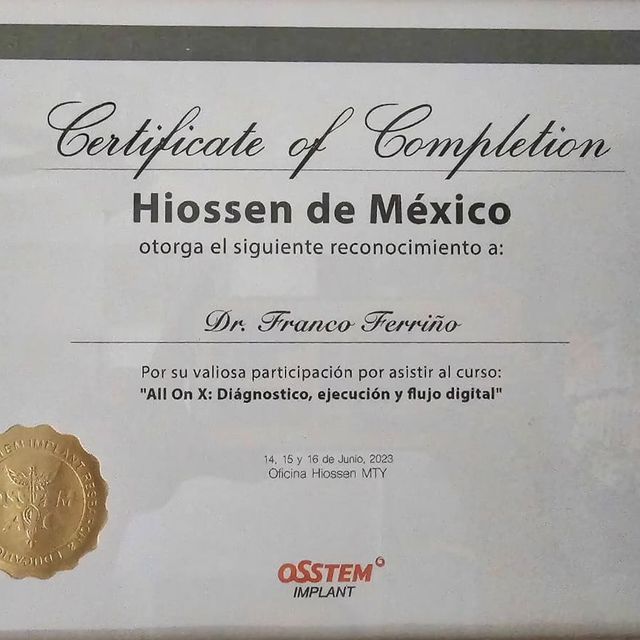 Certificate of Completion
Hiossen de México
otorga el siguiente reconocimiento a:
Dr. Franco Ferriño
Por su valiosa participación por asistir al curso:
"All On X: Diágnostico, ejecución y flujo digital"
14, 15 y 16 de Junio, 2023
Oficina Hiossen MTY
OSSTEM
IMPLANT